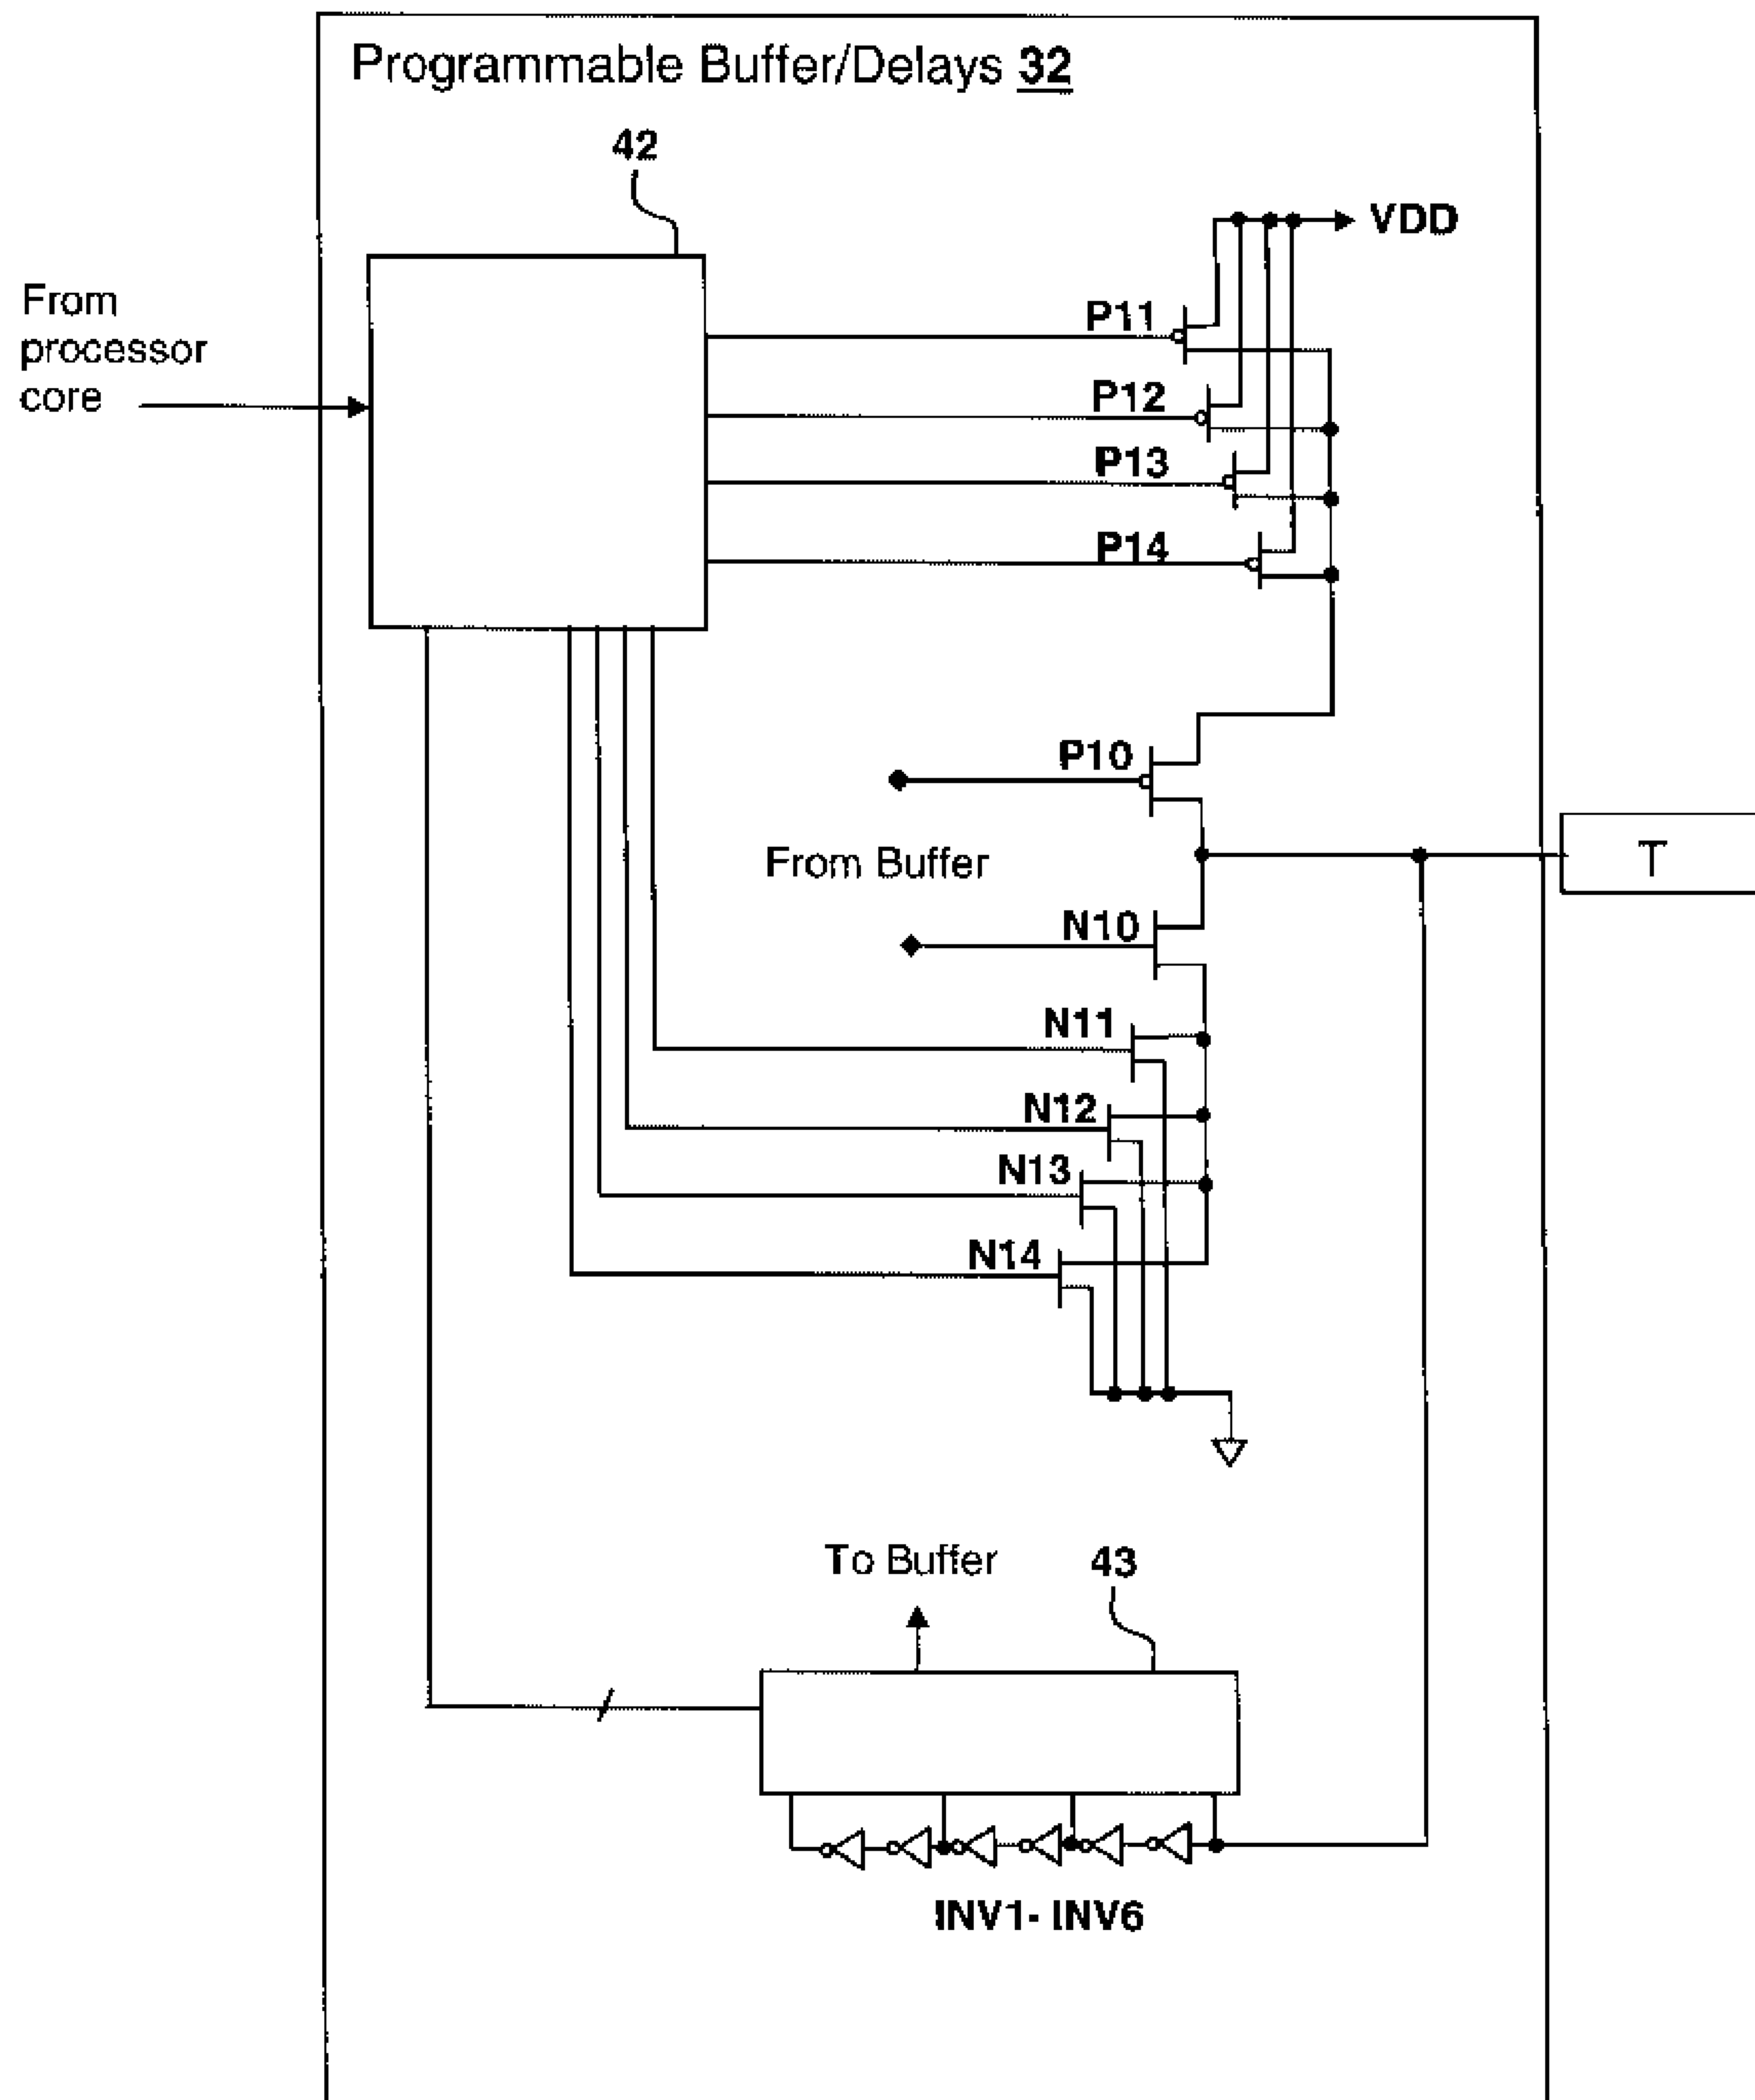 Programmable Buffer/Delays 32
42
VDD
From
processor
core
P11
P12
P13
P14
P10
From Buffer
T
N10
N11
N12
N13
N14
To Buffer
43
INV1- INV6